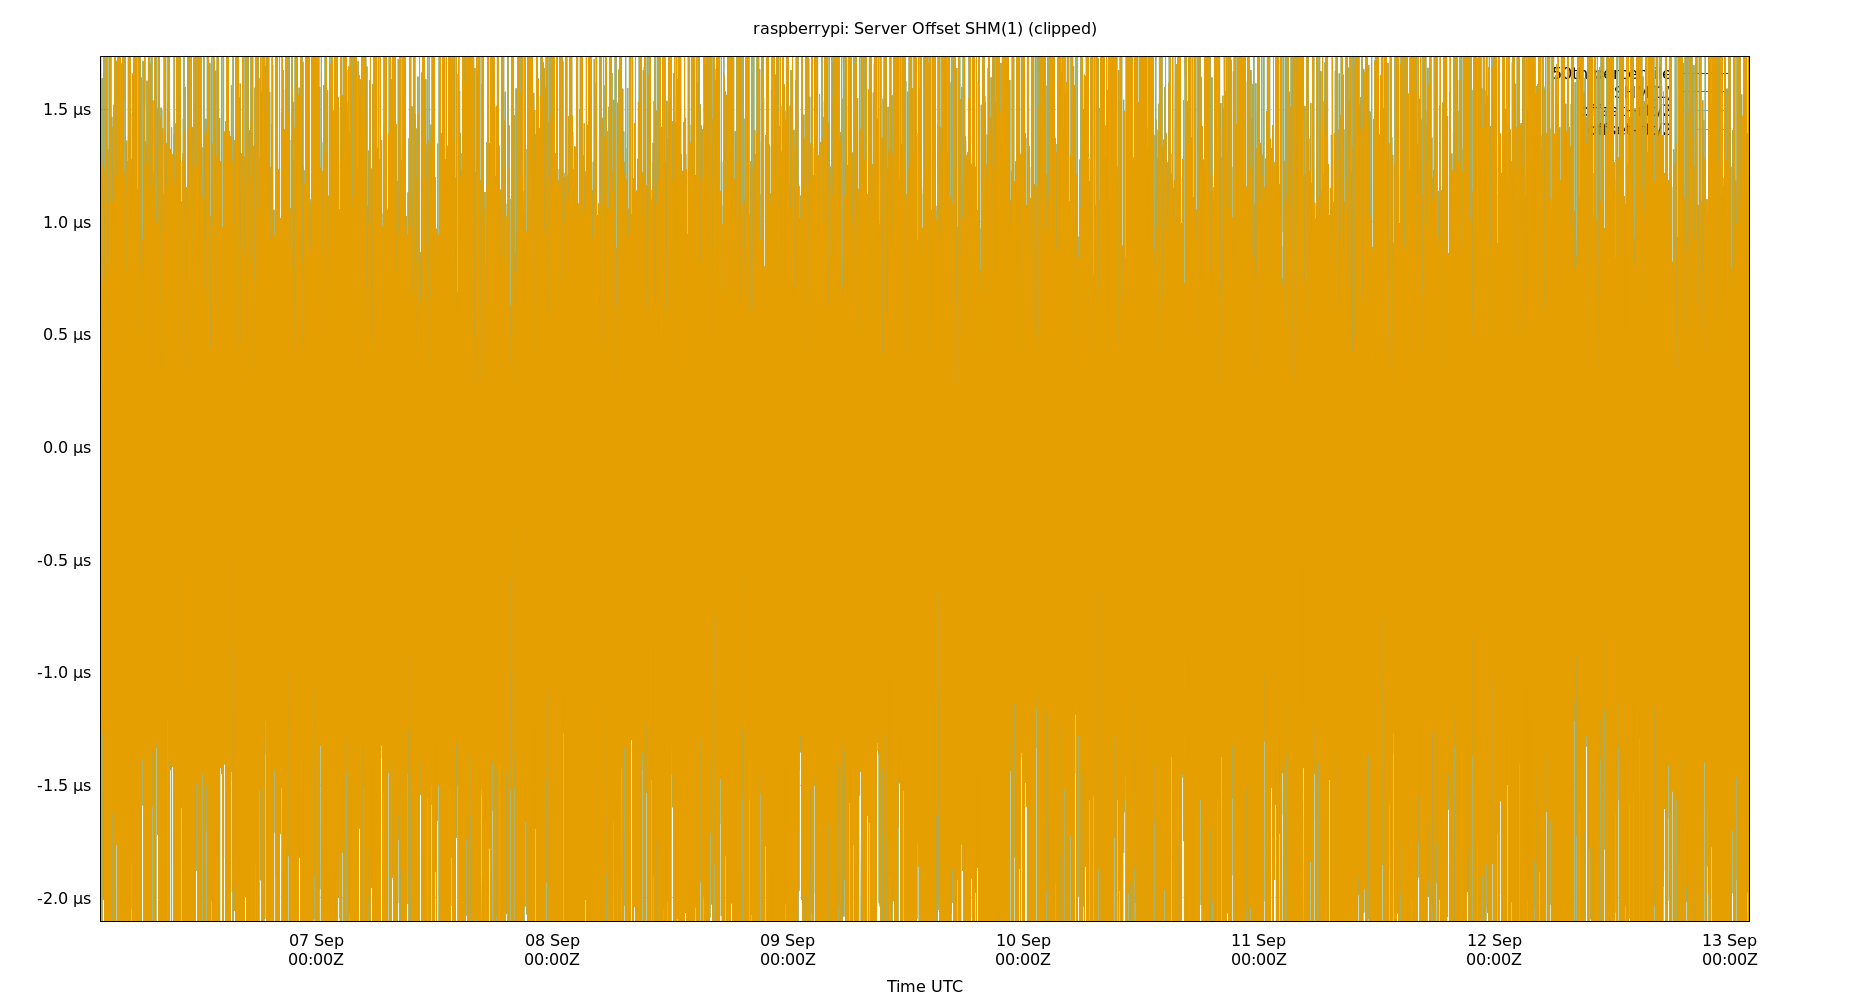 raspberrypi: Server Offset SHM(1) (clipped)
1.5 µs
1.0 µs
0.5 µs
0.0 µs
-0.5 µs
-1.0 µs
-1.5 µs
-2.0 µs
07 Sep
00:00Z
08 Sep
00:00Z
09 Sep
00:00Z
10 Sep
00:00Z
11 Sep
00:00Z
12 Sep
00:00Z
13 Sep
00:00Z
Time UTC